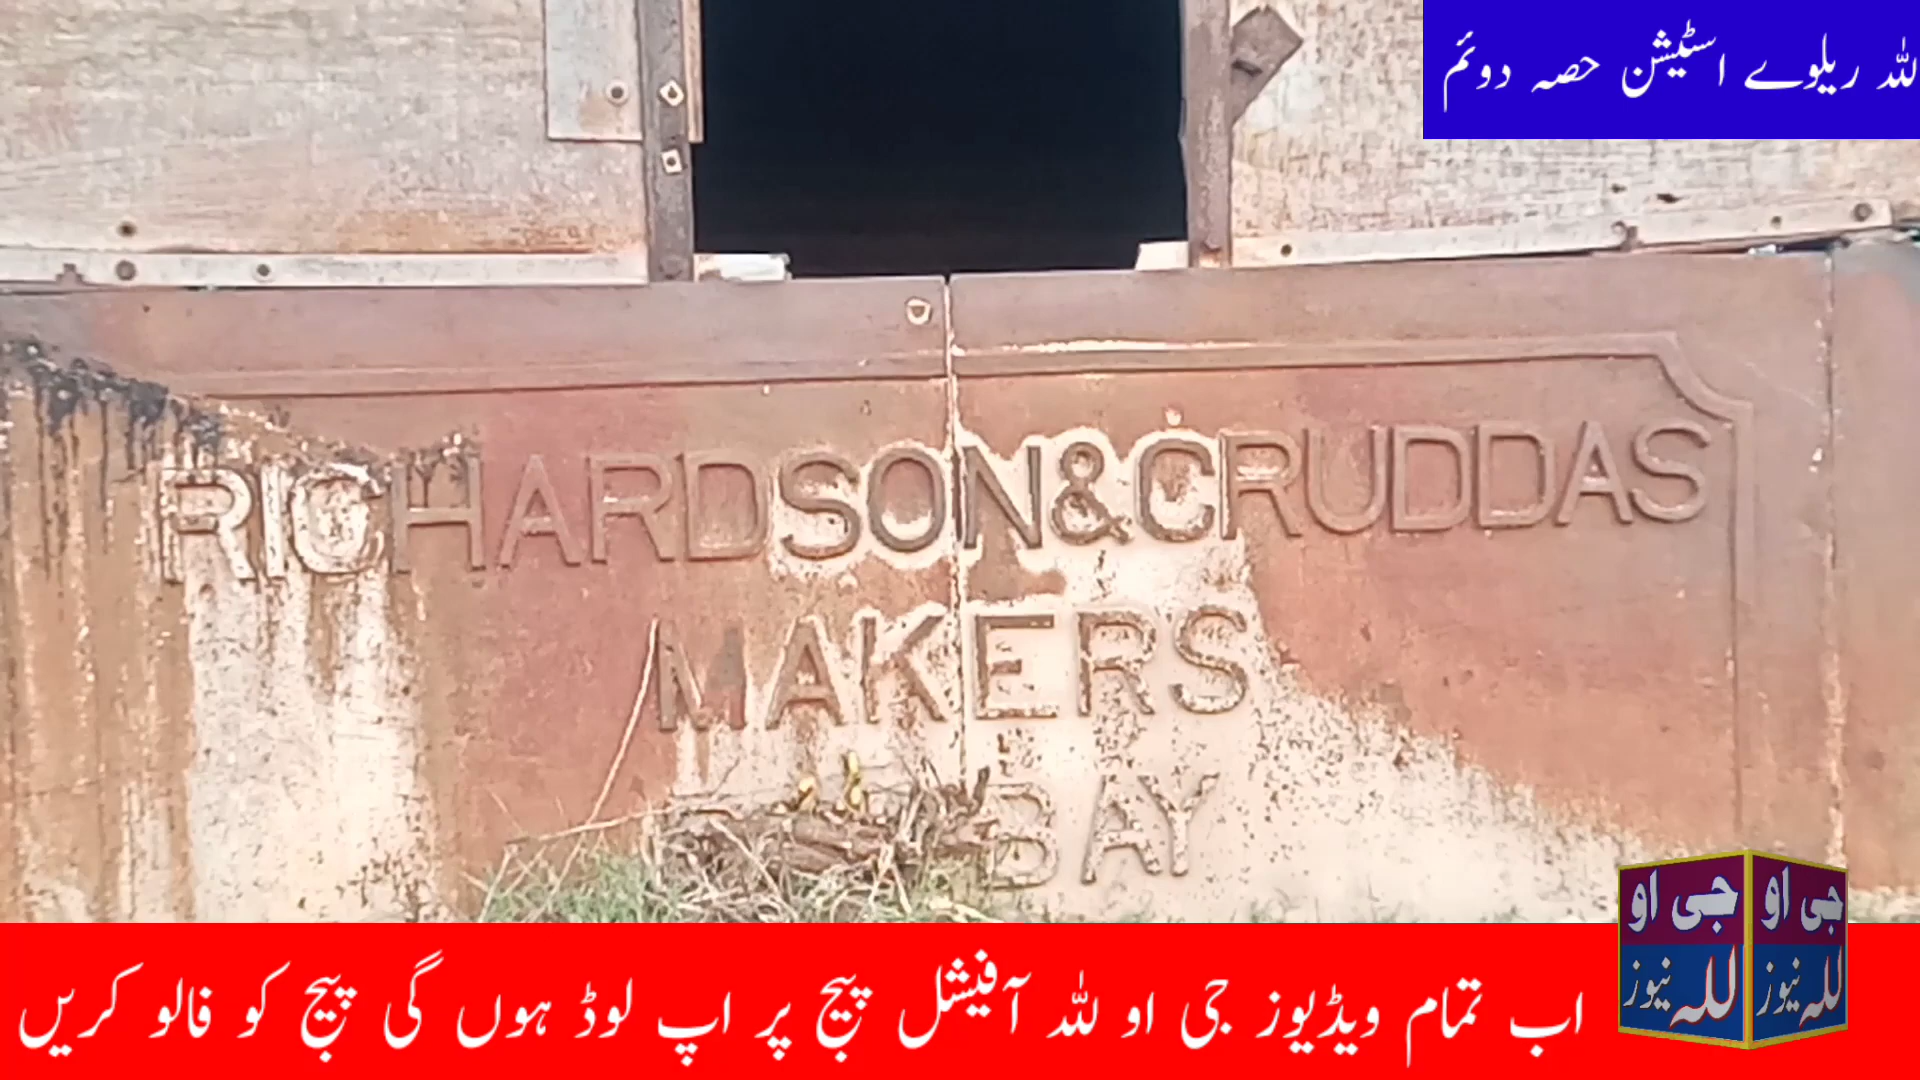 للہ ریلوے اسٹیشن حصہ دوئم
RICHARDSON & CRUDDAS
MAKERS
BAY
اب تمام ویڈیوز جی او للہ آفیشل پیج پر اپ لوڈ ہوں گی پیج کو فالو کریں
جی او
للہ نیوز
جی او
للہ نیوز